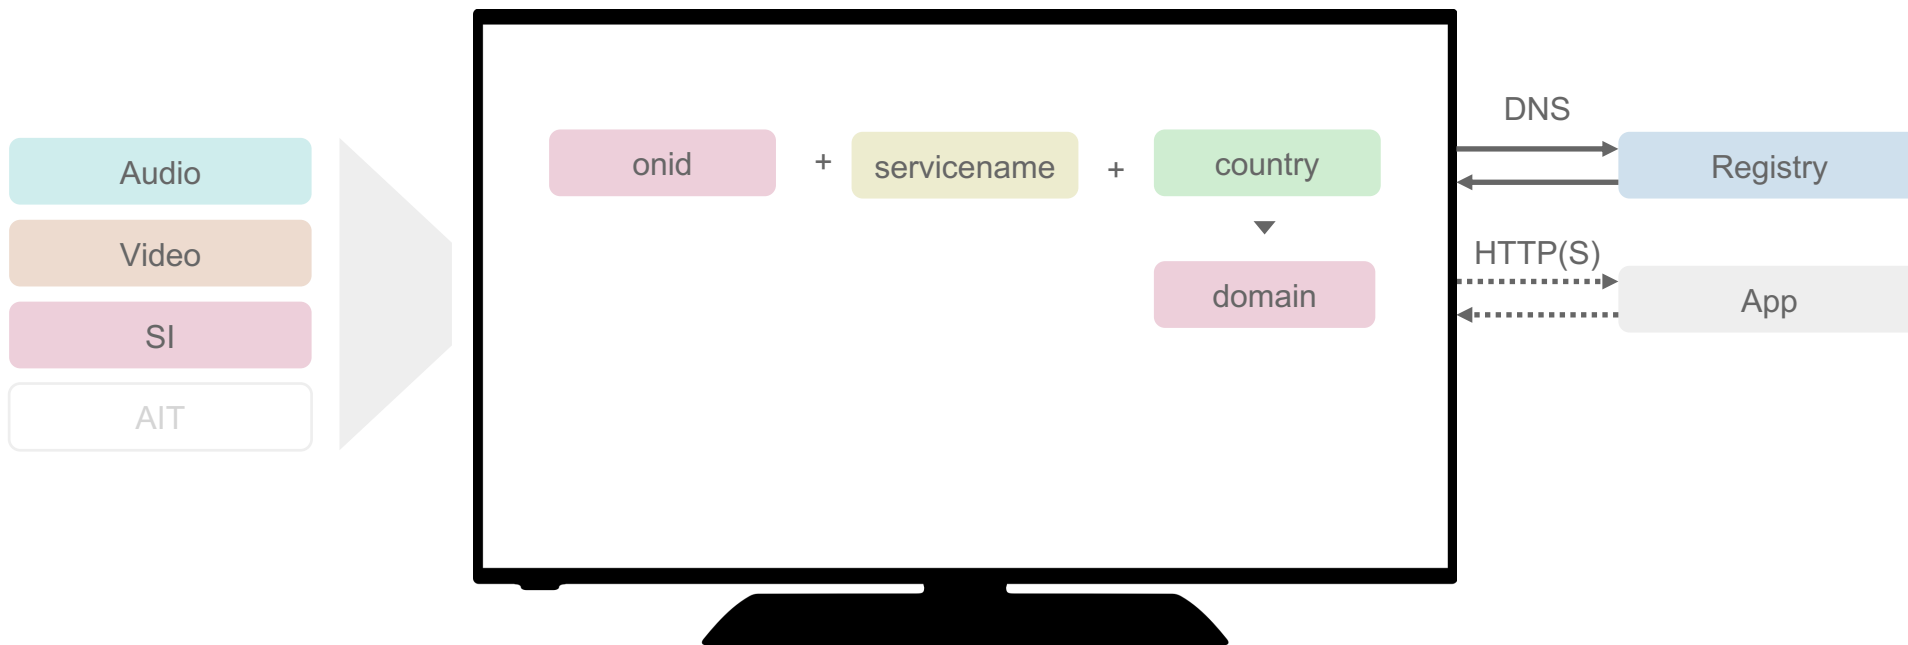 Audio
Video
SI
AIT
onid
+
servicename
+
country
domain
DNS
Registry
HTTP(S)
App